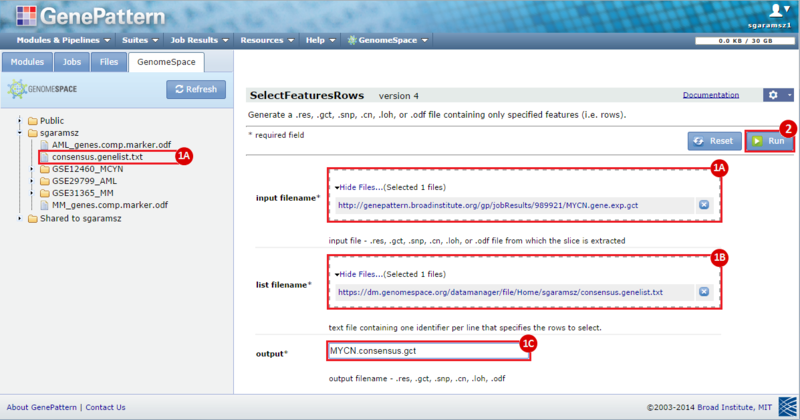 GenePattern
sgaramsz1
Modules & Pipelines Suites Job Results Resources Help GenomeSpace
0.0 KB / 30 GB
Modules Jobs Files GenomeSpace
GENOMESPACE Refresh
Public
sgaramsz
AML_genes.comp.marker.odf
consensus.genelist.txt 1A
GSE12460_MCYN
GSE29799_AML
GSE31365_MM
MM_genes.comp.marker.odf
Shared to sgaramsz
SelectFeaturesRows version 4 Documentation
Generate a .res, .gct, .snp, .cn, .loh, or .odf file containing only specified features (i.e. rows).
* required field Reset Run 2
1A
Hide Files...(Selected 1 files)
input filename*
http://genepattern.broadinstitute.org/gp/jobResults/989921/MYCN.gene.exp.gct
input file - .res, .gct, .snp, .cn, .loh, or .odf file from which the slice is extracted
1B
Hide Files...(Selected 1 files)
list filename*
https://dm.genomespace.org/datamanager/file/Home/sgaramsz/consensus.genelist.txt
text file containing one identifier per line that specifies the rows to select.
output* MYCN.consensus.gct 1C
output filename - .res, .gct, .snp, .cn, .loh, .odf
About GenePattern | Contact Us ©2003-2014 Broad Institute, MIT